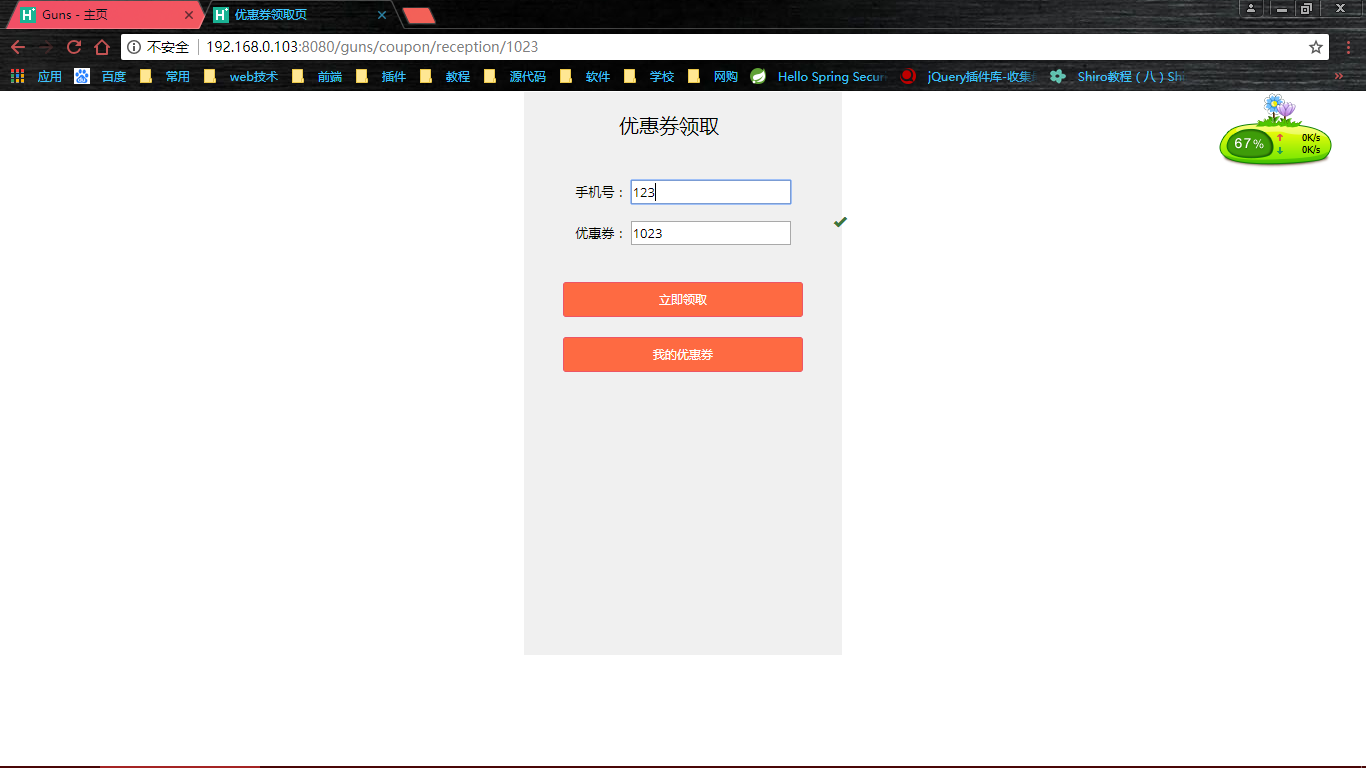 Guns - 主页
优惠券领取页
不安全 192.168.0.103:8080/guns/coupon/reception/1023
应用 百度 常用 web技术 前端 插件 教程 源代码 软件 学校 网购 Hello Spring Secur jQuery插件库-收集 Shiro教程（八）Shi
优惠券领取
67% 0K/s
0K/s
手机号： 123
优惠券： 1023
立即领取
我的优惠券